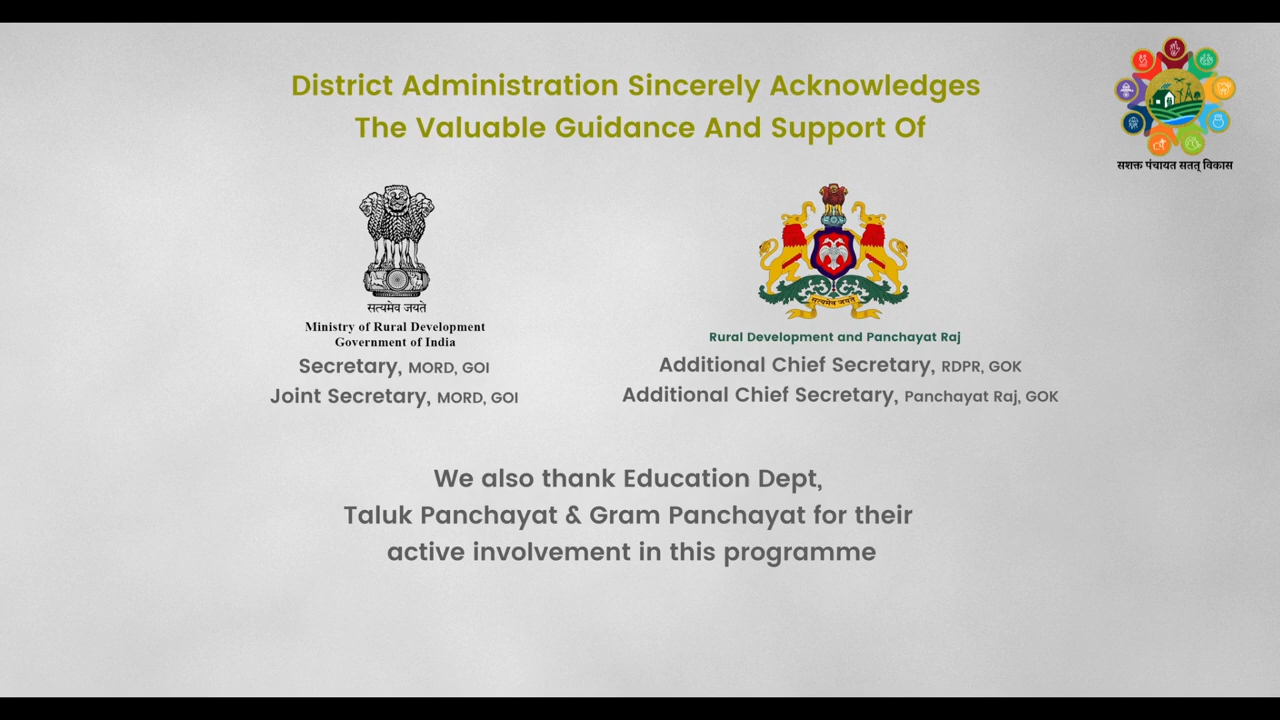 District Administration Sincerely Acknowledges
The Valuable Guidance And Support Of
सशक्त पंचायत सतत् विकास
सत्यमेव जयते
Ministry of Rural Development
Government of India
Secretary, MORD, GOI
Joint Secretary, MORD, GOI
सत्यमेव जयते
Rural Development and Panchayat Raj
Additional Chief Secretary, RDPR, GOK
Additional Chief Secretary, Panchayat Raj, GOK
We also thank Education Dept,
Taluk Panchayat & Gram Panchayat for their
active involvement in this programme